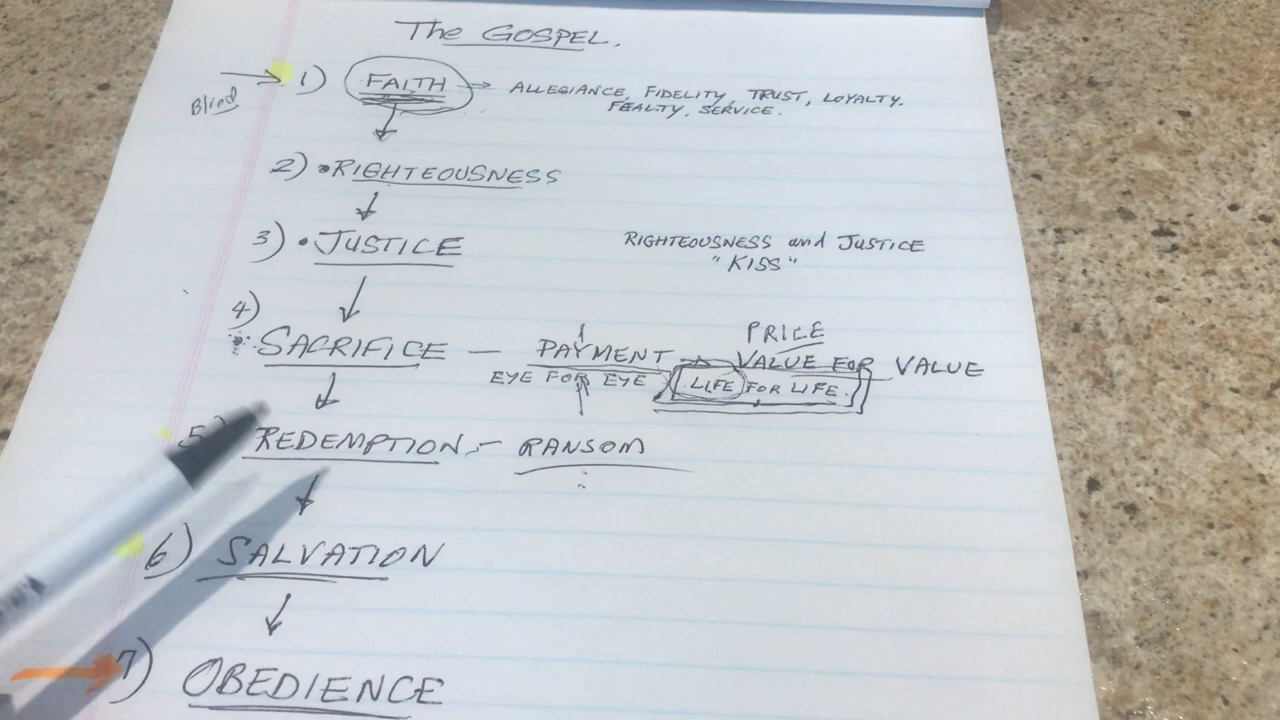 The GOSPEL.
Blind → 1) FAITH → ALLEGIANCE, FIDELITY TRUST, LOYALTY.
FEALTY, SERVICE.
2) • RIGHTEOUSNESS
3) • JUSTICE
RIGHTEOUSNESS and JUSTICE
"KISS"
4)
PRICE
SACRIFICE — PAYMENT VALUE FOR VALUE
EYE FOR EYE LIFE FOR LIFE.
5) REDEMPTION, — RANSOM
6) SALVATION
7) OBEDIENCE